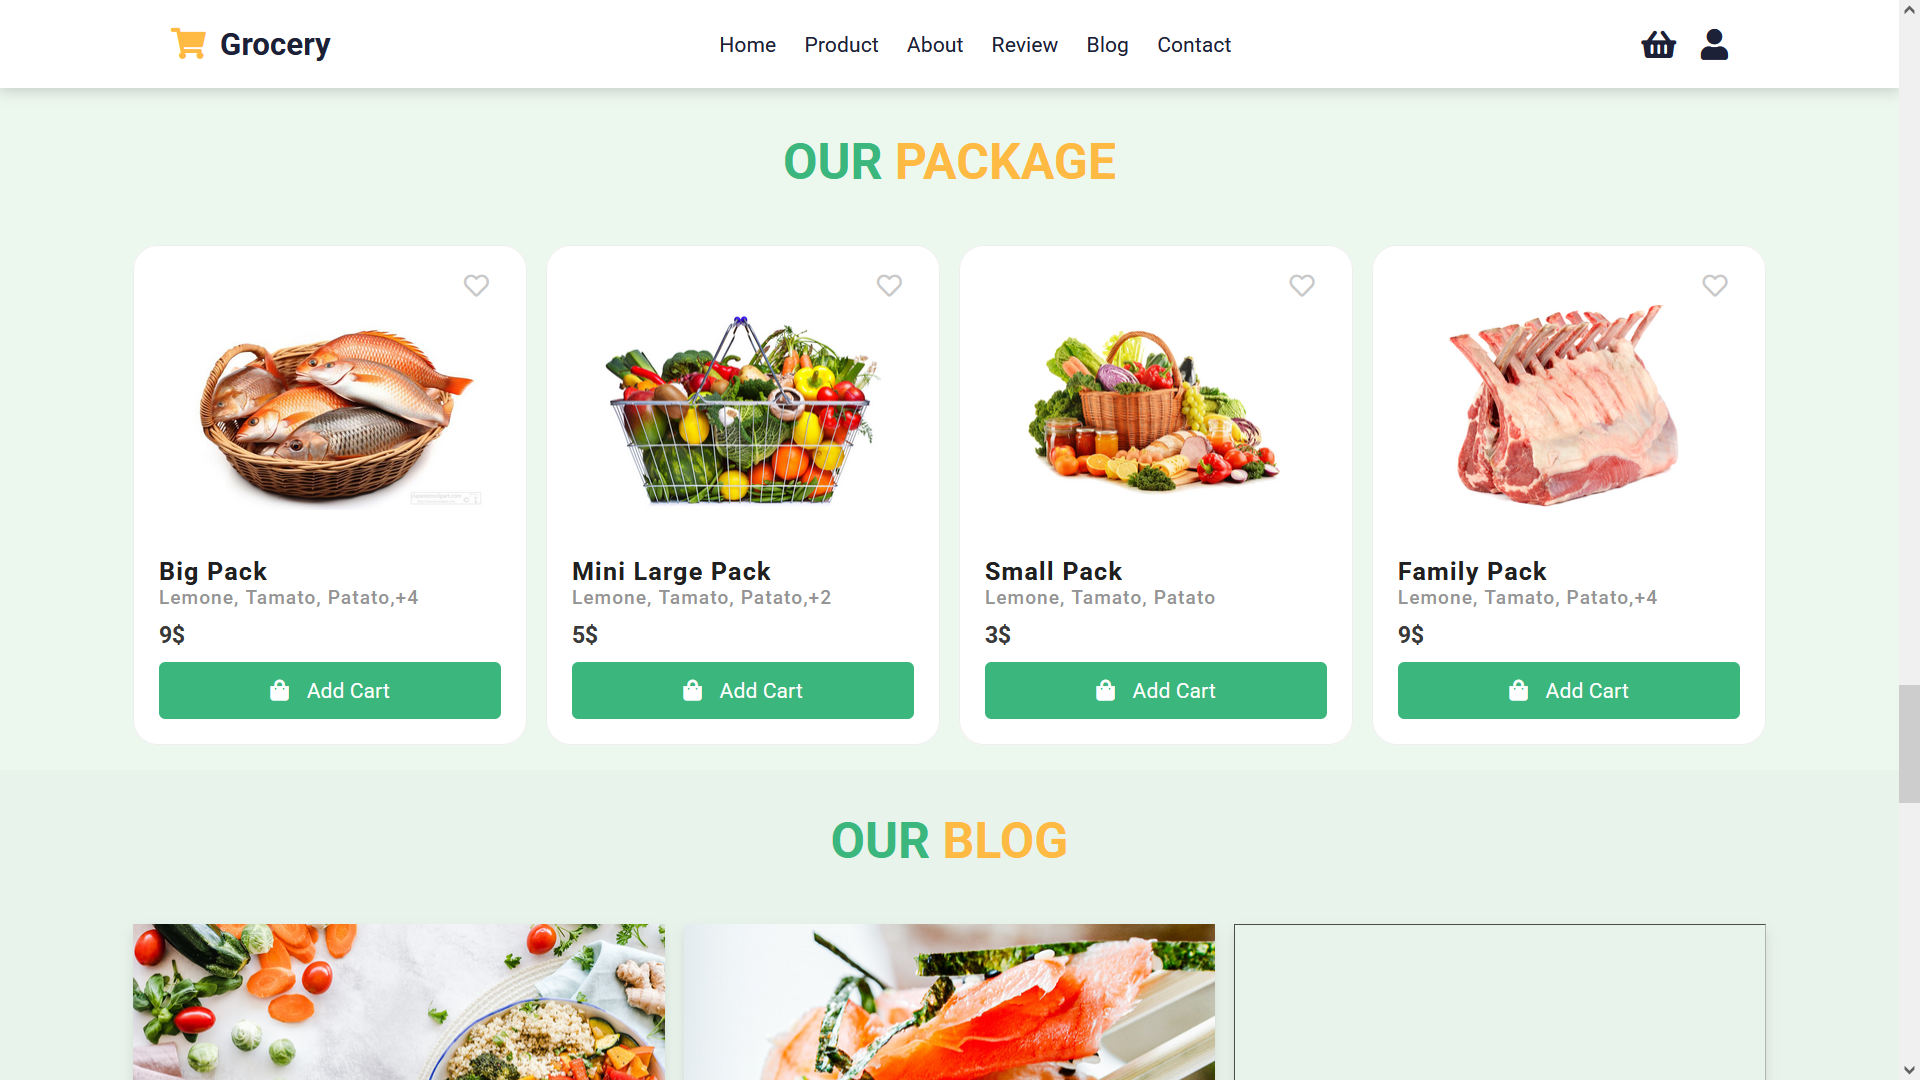 Grocery
Home Product About Review Blog Contact
OUR PACKAGE
Big Pack
Lemone, Tamato, Patato,+4
9$
Add Cart
Mini Large Pack
Lemone, Tamato, Patato,+2
5$
Add Cart
Small Pack
Lemone, Tamato, Patato
3$
Add Cart
Family Pack
Lemone, Tamato, Patato,+4
9$
Add Cart
OUR BLOG